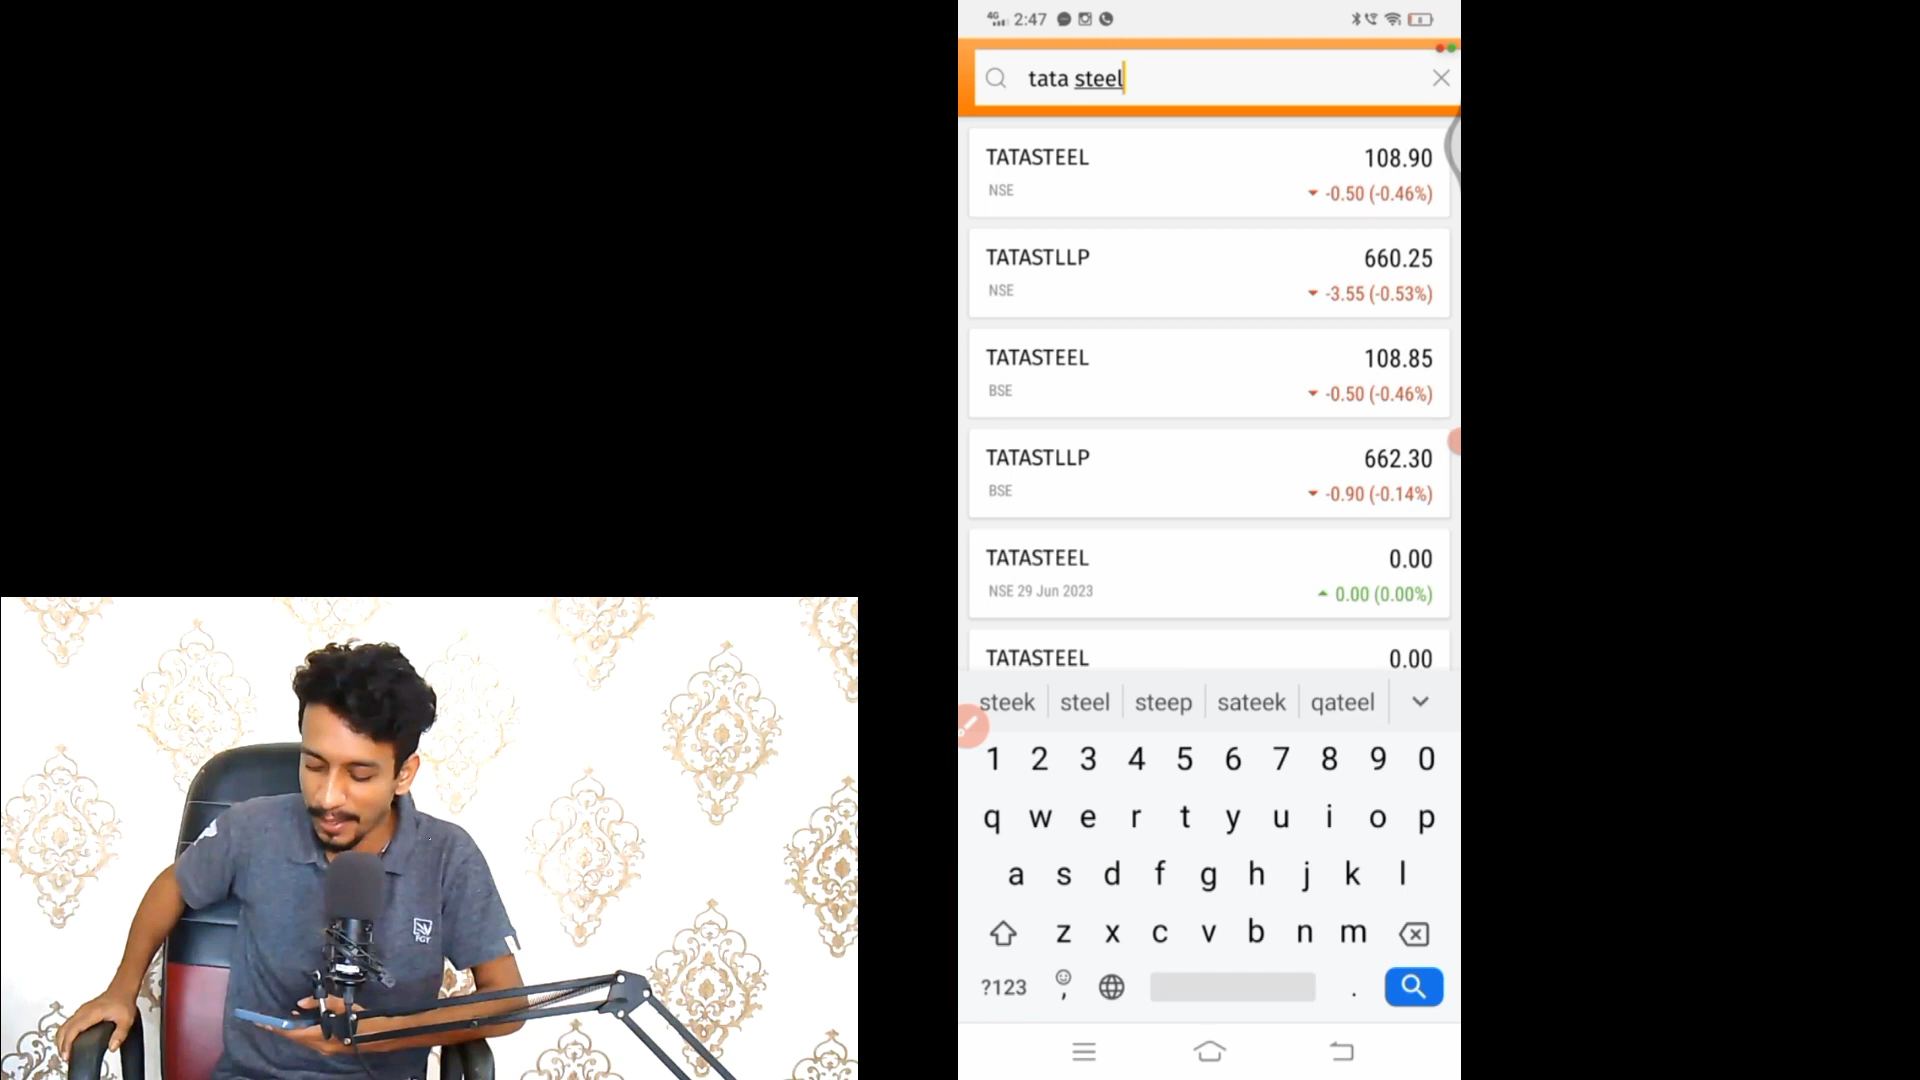 4G 2:47 8
tata steel
TATASTEEL 108.90
NSE -0.50 (-0.46%)
TATASTLLP 660.25
NSE -3.55 (-0.53%)
TATASTEEL 108.85
BSE -0.50 (-0.46%)
TATASTLLP 662.30
BSE -0.90 (-0.14%)
TATASTEEL 0.00
NSE 29 Jun 2023 0.00 (0.00%)
TATASTEEL 0.00
steek steel steep sateek qateel
1 2 3 4 5 6 7 8 9 0
q w e r t y u i o p
a s d f g h j k l
z x c v b n m
?123 , .
FGY